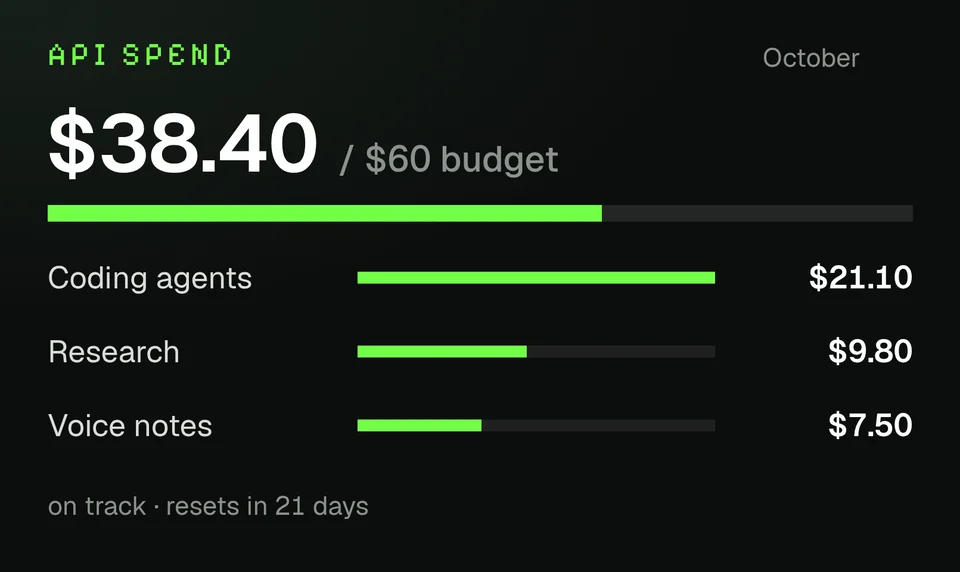 API SPEND
October
$38.40 / $60 budget
Coding agents $21.10
Research $9.80
Voice notes $7.50
on track · resets in 21 days